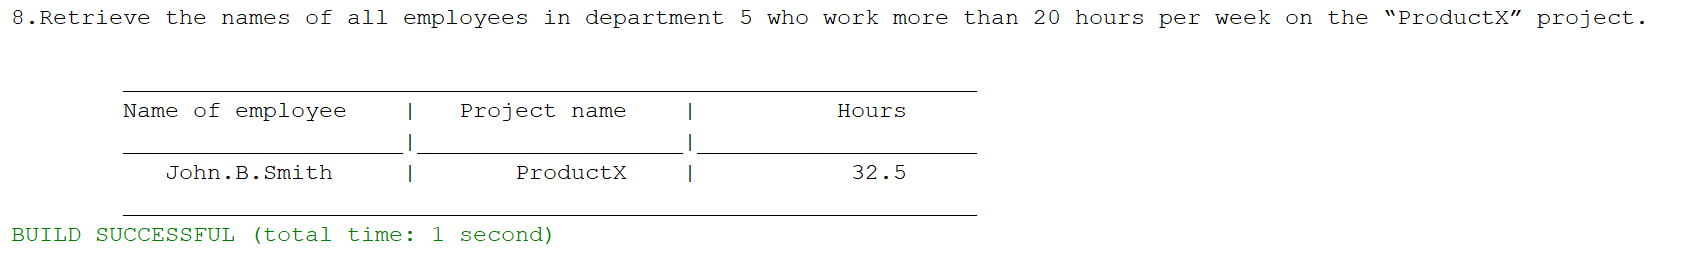 8.Retrieve the names of all employees in department 5 who work more than 20 hours per week on the “ProductX” project.
Name of employee | Project name | Hours
John.B.Smith | ProductX | 32.5
BUILD SUCCESSFUL (total time: 1 second)